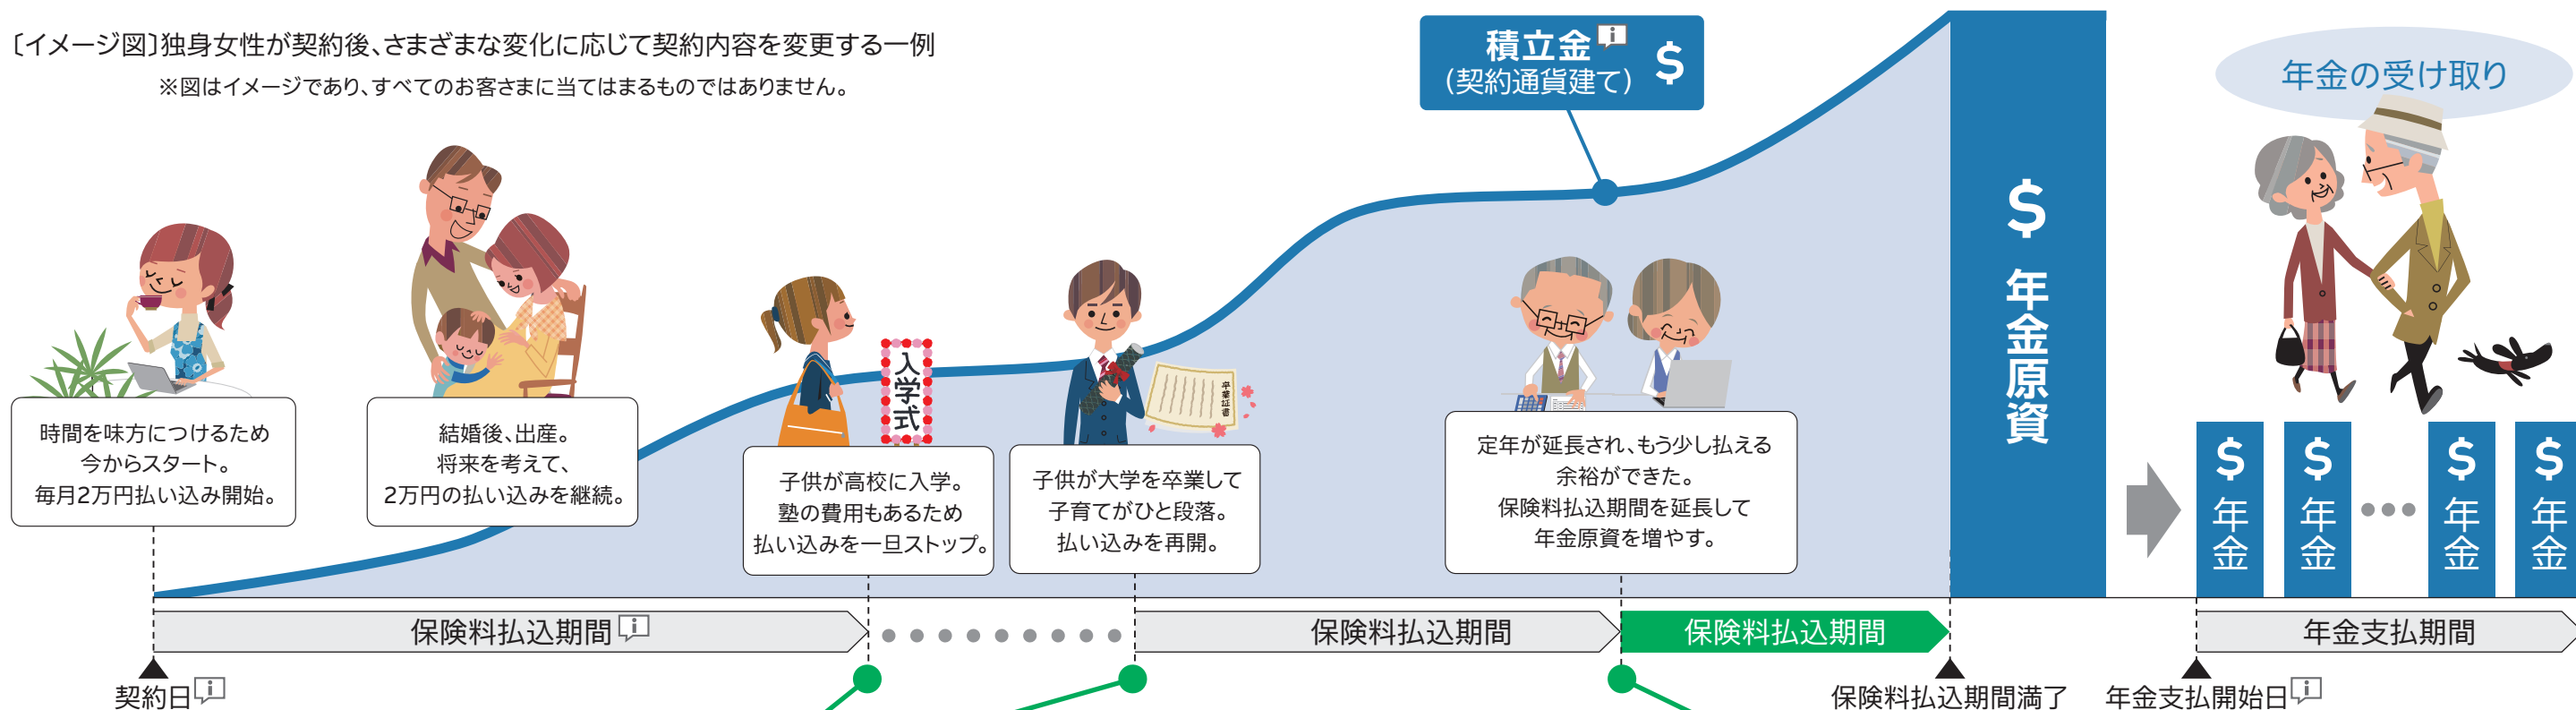 〔イメージ図〕独身女性が契約後、さまざまな変化に応じて契約内容を変更する一例
※図はイメージであり、すべてのお客さまに当てはまるものではありません。
積立金
（契約通貨建て）
$
年金の受け取り
時間を味方につけるため
今からスタート。
毎月2万円払い込み開始。
結婚後、出産。
将来を考えて、
2万円の払い込みを継続。
入学式
子供が高校に入学。
塾の費用もあるため
払い込みを一旦ストップ。
卒業証書
子供が大学を卒業して
子育てがひと段落。
払い込みを再開。
定年が延長され、もう少し払える
余裕ができた。
保険料払込期間を延長して
年金原資を増やす。
$ 年金原資
$ 年金
$ 年金
$ 年金
$ 年金
保険料払込期間
保険料払込期間
保険料払込期間
年金支払期間
契約日
保険料払込期間満了
年金支払開始日